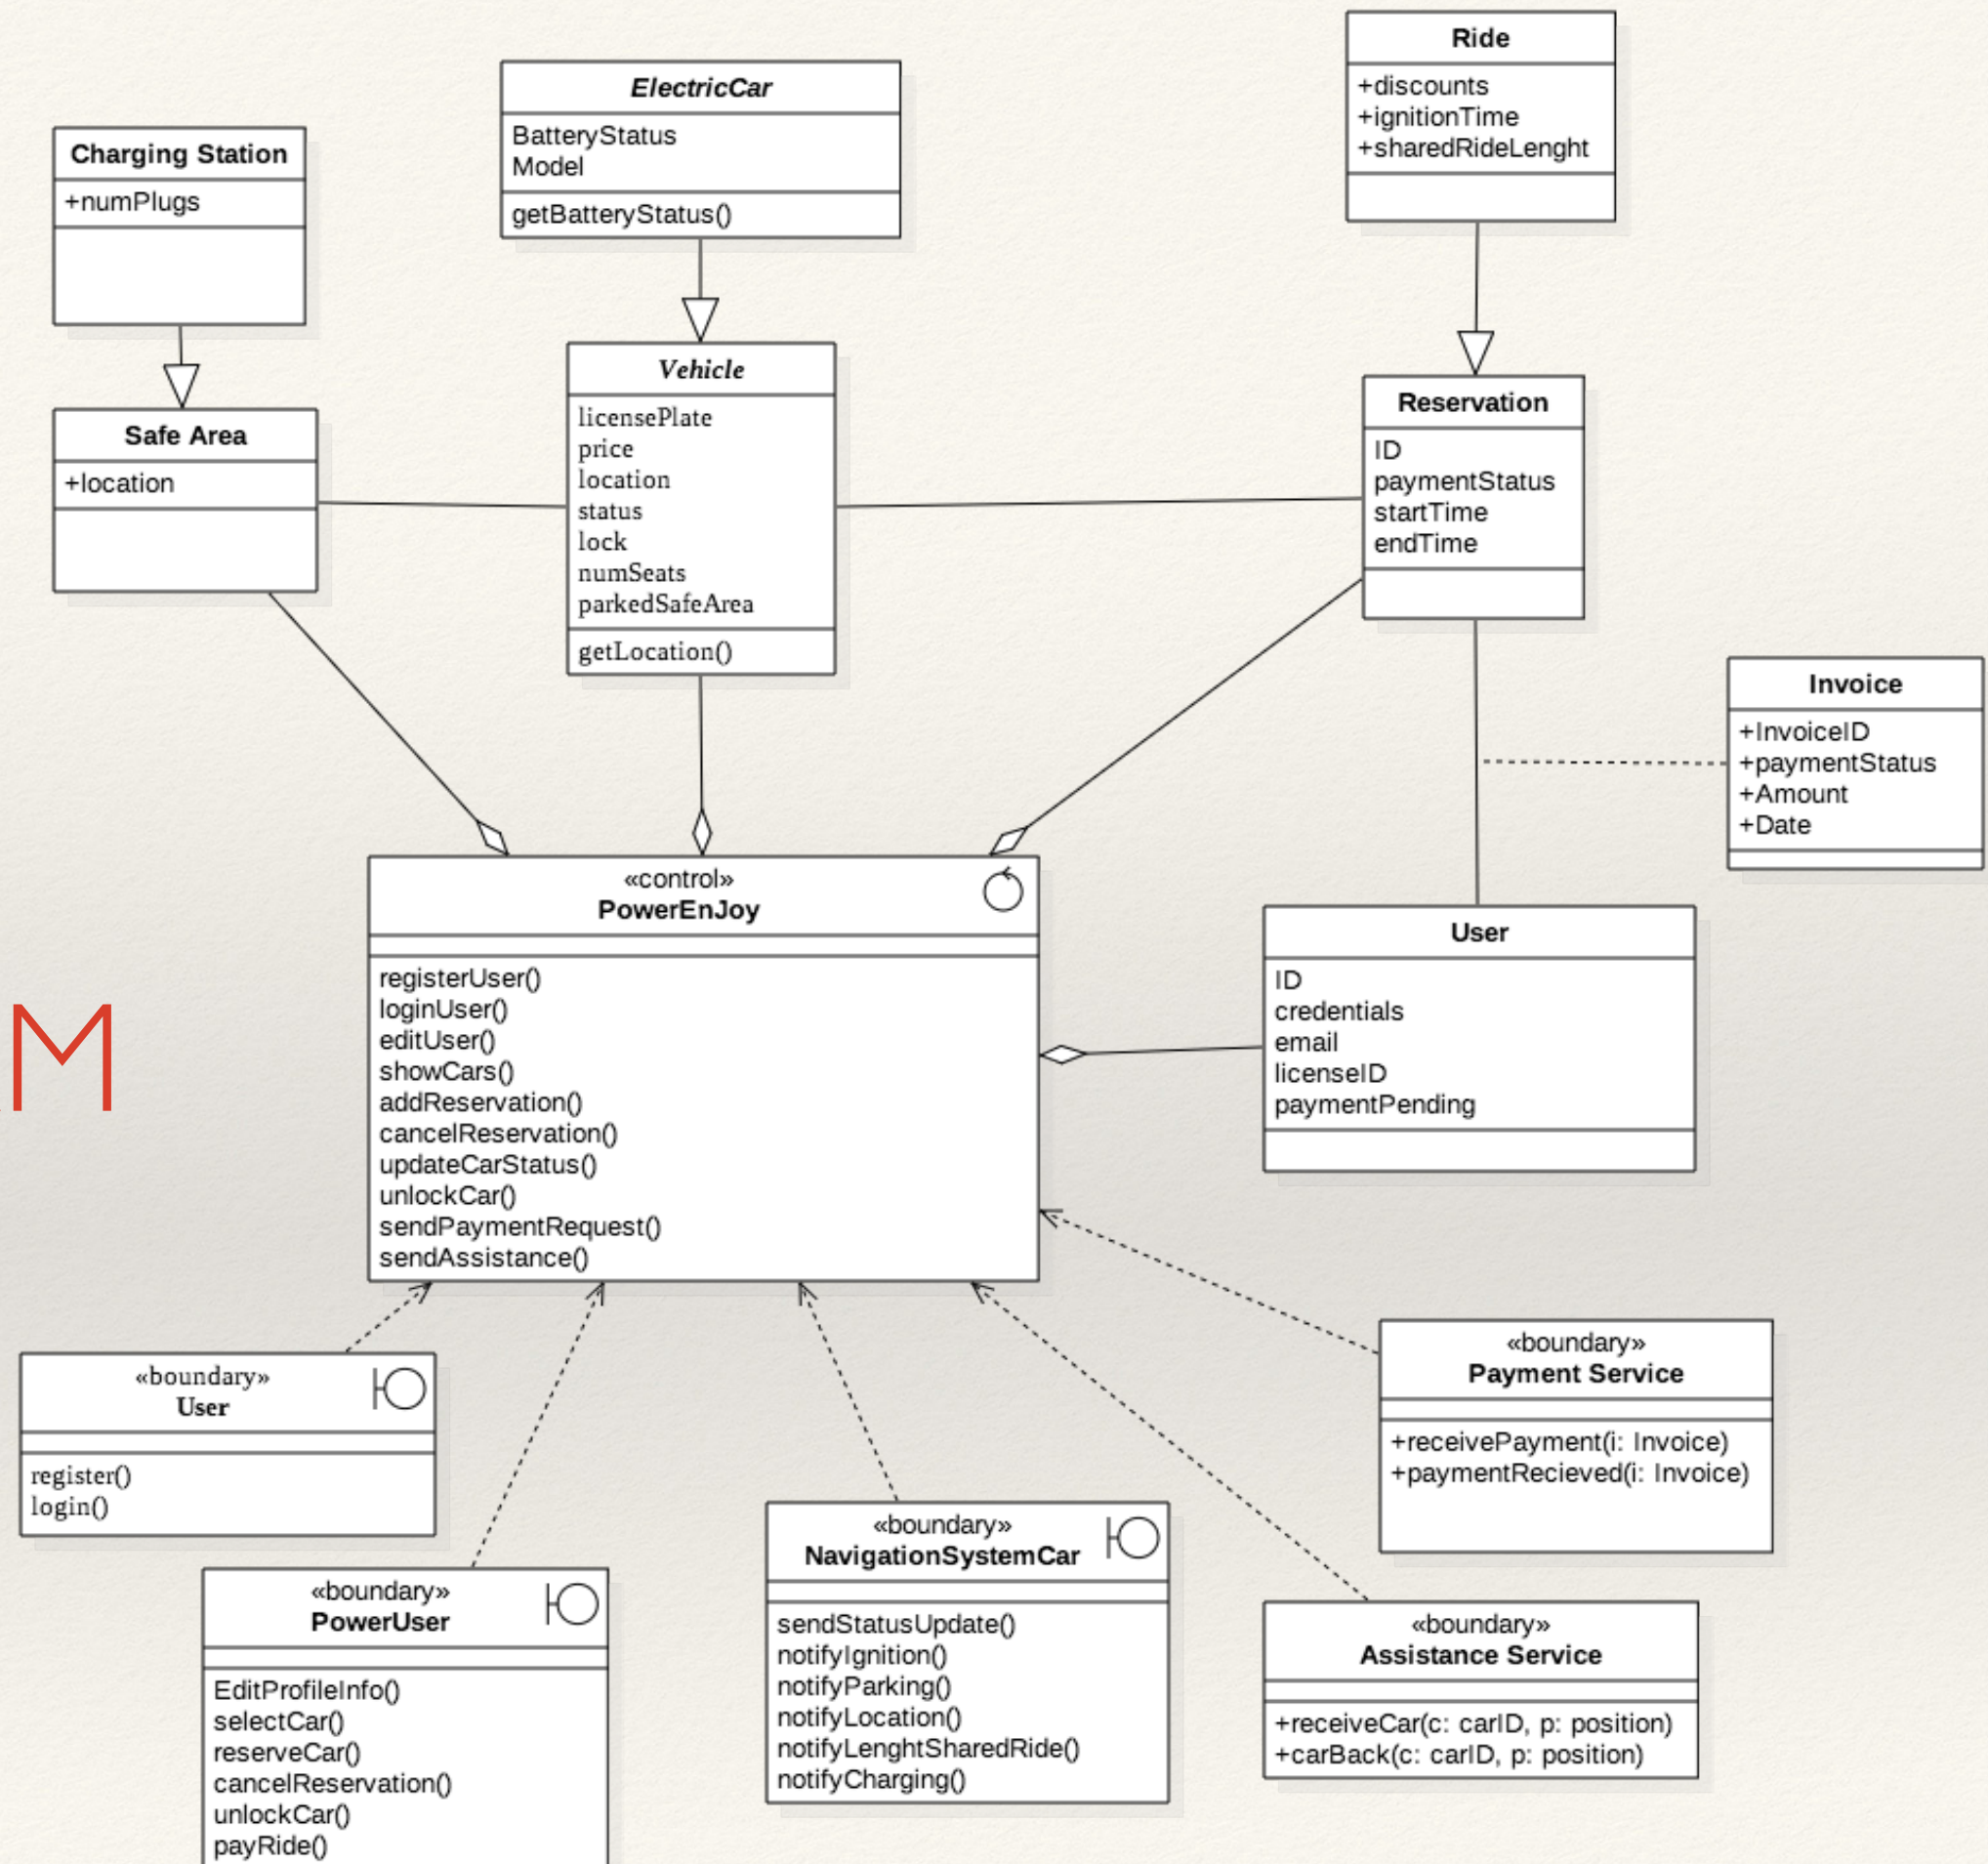 Ride
+discounts
+ignitionTime
+sharedRideLenght
ElectricCar
BatteryStatus
Model
getBatteryStatus()
Charging Station
+numPlugs
Vehicle
licensePlate
price
location
status
lock
numSeats
parkedSafeArea
getLocation()
Reservation
ID
paymentStatus
startTime
endTime
Safe Area
+location
Invoice
+InvoiceID
+paymentStatus
+Amount
+Date
«control»
PowerEnJoy
registerUser()
loginUser()
editUser()
showCars()
addReservation()
cancelReservation()
updateCarStatus()
unlockCar()
sendPaymentRequest()
sendAssistance()
User
ID
credentials
email
licenseID
paymentPending
M
«boundary»
User
register()
login()
«boundary»
Payment Service
+receivePayment(i: Invoice)
+paymentRecieved(i: Invoice)
«boundary»
PowerUser
EditProfileInfo()
selectCar()
reserveCar()
cancelReservation()
unlockCar()
payRide()
«boundary»
NavigationSystemCar
sendStatusUpdate()
notifyIgnition()
notifyParking()
notifyLocation()
notifyLenghtSharedRide()
notifyCharging()
«boundary»
Assistance Service
+receiveCar(c: carID, p: position)
+carBack(c: carID, p: position)